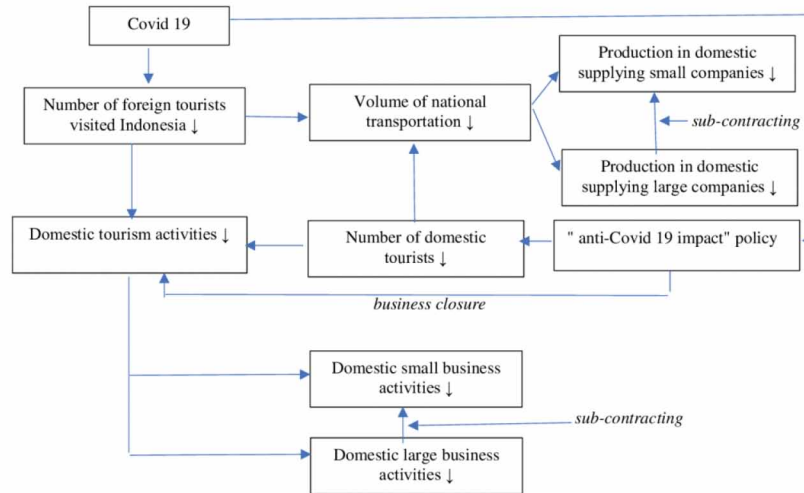 Covid 19
Production in domestic
supplying small companies ↓
Number of foreign tourists
visited Indonesia ↓
Volume of national
transportation ↓
sub-contracting
Production in domestic
supplying large companies ↓
Domestic tourism activities ↓
Number of domestic
tourists ↓
" anti-Covid 19 impact" policy
business closure
Domestic small business
activities ↓
sub-contracting
Domestic large business
activities ↓